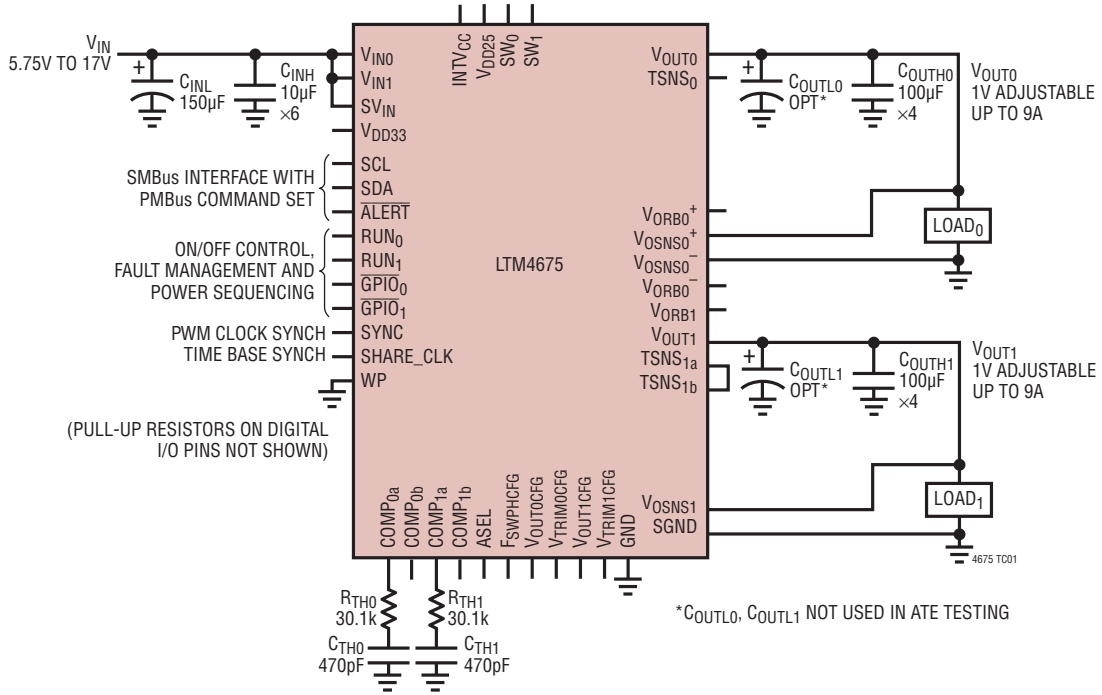 INTVCC
VDD25
SW0
SW1
VIN
5.75V TO 17V
+
CINL
150µF
CINH
10µF
×6
VIN0
VIN1
SVIN
VDD33
SMBus INTERFACE WITH
PMBus COMMAND SET
SCL
SDA
ALERT
ON/OFF CONTROL,
FAULT MANAGEMENT AND
POWER SEQUENCING
RUN0
RUN1
GPIO0
GPIO1
PWM CLOCK SYNCH
SYNC
TIME BASE SYNCH
SHARE_CLK
WP
(PULL-UP RESISTORS ON DIGITAL
I/O PINS NOT SHOWN)
LTM4675
VOUT0
TSNS0
+
COUTL0
OPT*
COUTH0
100µF
×4
VOUT0
1V ADJUSTABLE
UP TO 9A
VORB0+
VOSNS0+
VOSNS0–
VORB0–
LOAD0
VORB1
VOUT1
TSNS1a
TSNS1b
+
COUTL1
OPT*
COUTH1
100µF
×4
VOUT1
1V ADJUSTABLE
UP TO 9A
VOSNS1
SGND
LOAD1
4675 TC01
COMP0a
COMP0b
COMP1a
COMP1b
ASEL
FSWPHCFG
VOUT0CFG
VTRIM0CFG
VOUT1CFG
VTRIM1CFG
GND
RTH0
30.1k
RTH1
30.1k
CTH0
470pF
CTH1
470pF
*COUTL0, COUTL1 NOT USED IN ATE TESTING